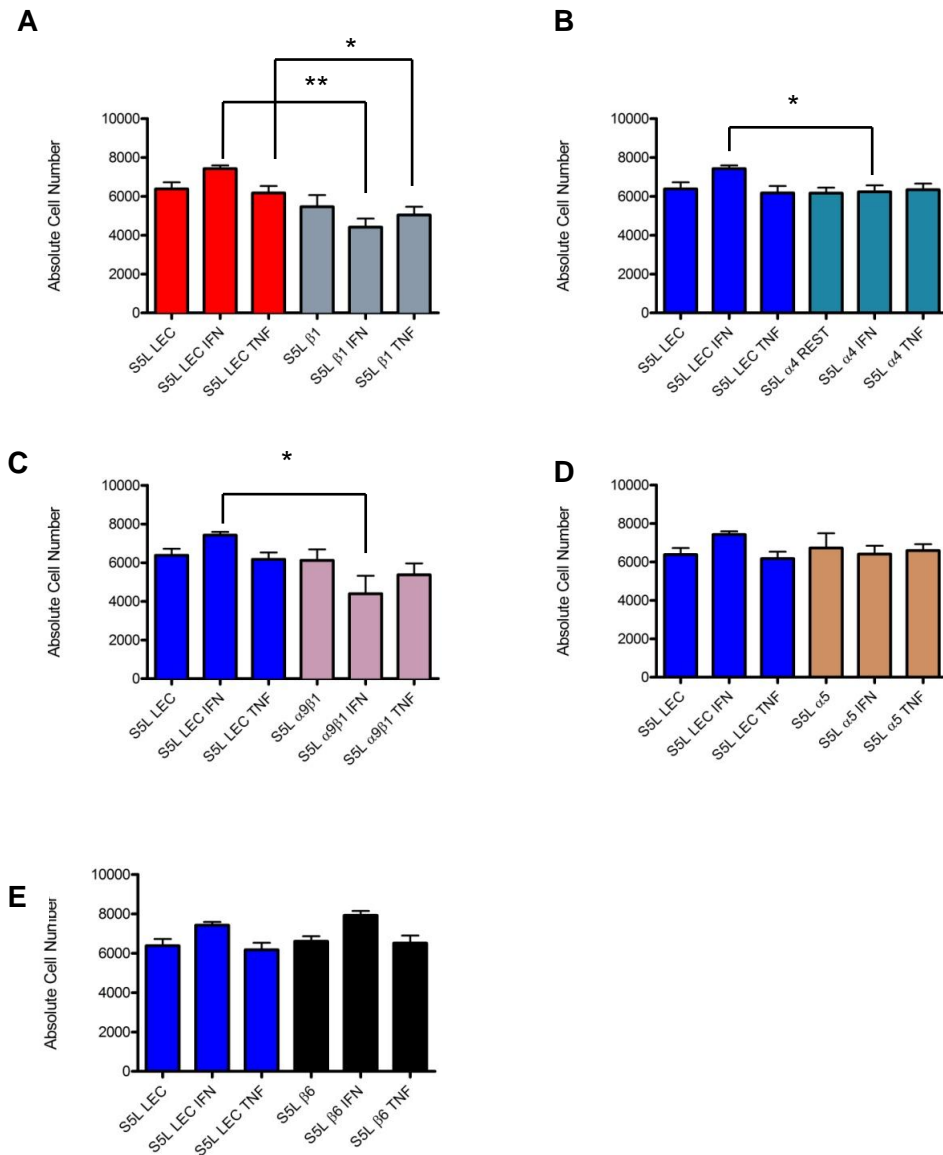 A
*
**
Absolute Cell Number
10000
8000
6000
4000
2000
0
S5L LEC
S5L LEC IFN
S5L LEC TNF
S5L β1
S5L β1 IFN
S5L β1 TNF
B
*
Absolute Cell Number
10000
8000
6000
4000
2000
0
S5L LEC
S5L LEC IFN
S5L LEC TNF
S5L α4 REST
S5L α4 IFN
S5L α4 TNF
C
*
Absolute Cell Number
10000
8000
6000
4000
2000
0
S5L LEC
S5L LEC IFN
S5L LEC TNF
S5L α9β1
S5L α9β1 IFN
S5L α9β1 TNF
D
Absolute Cell Number
10000
8000
6000
4000
2000
0
S5L LEC
S5L LEC IFN
S5L LEC TNF
S5L α5
S5L α5 IFN
S5L α5 TNF
E
Absolute Cell Number
10000
8000
6000
4000
2000
0
S5L LEC
S5L LEC IFN
S5L LEC TNF
S5L β6
S5L β6 IFN
S5L β6 TNF